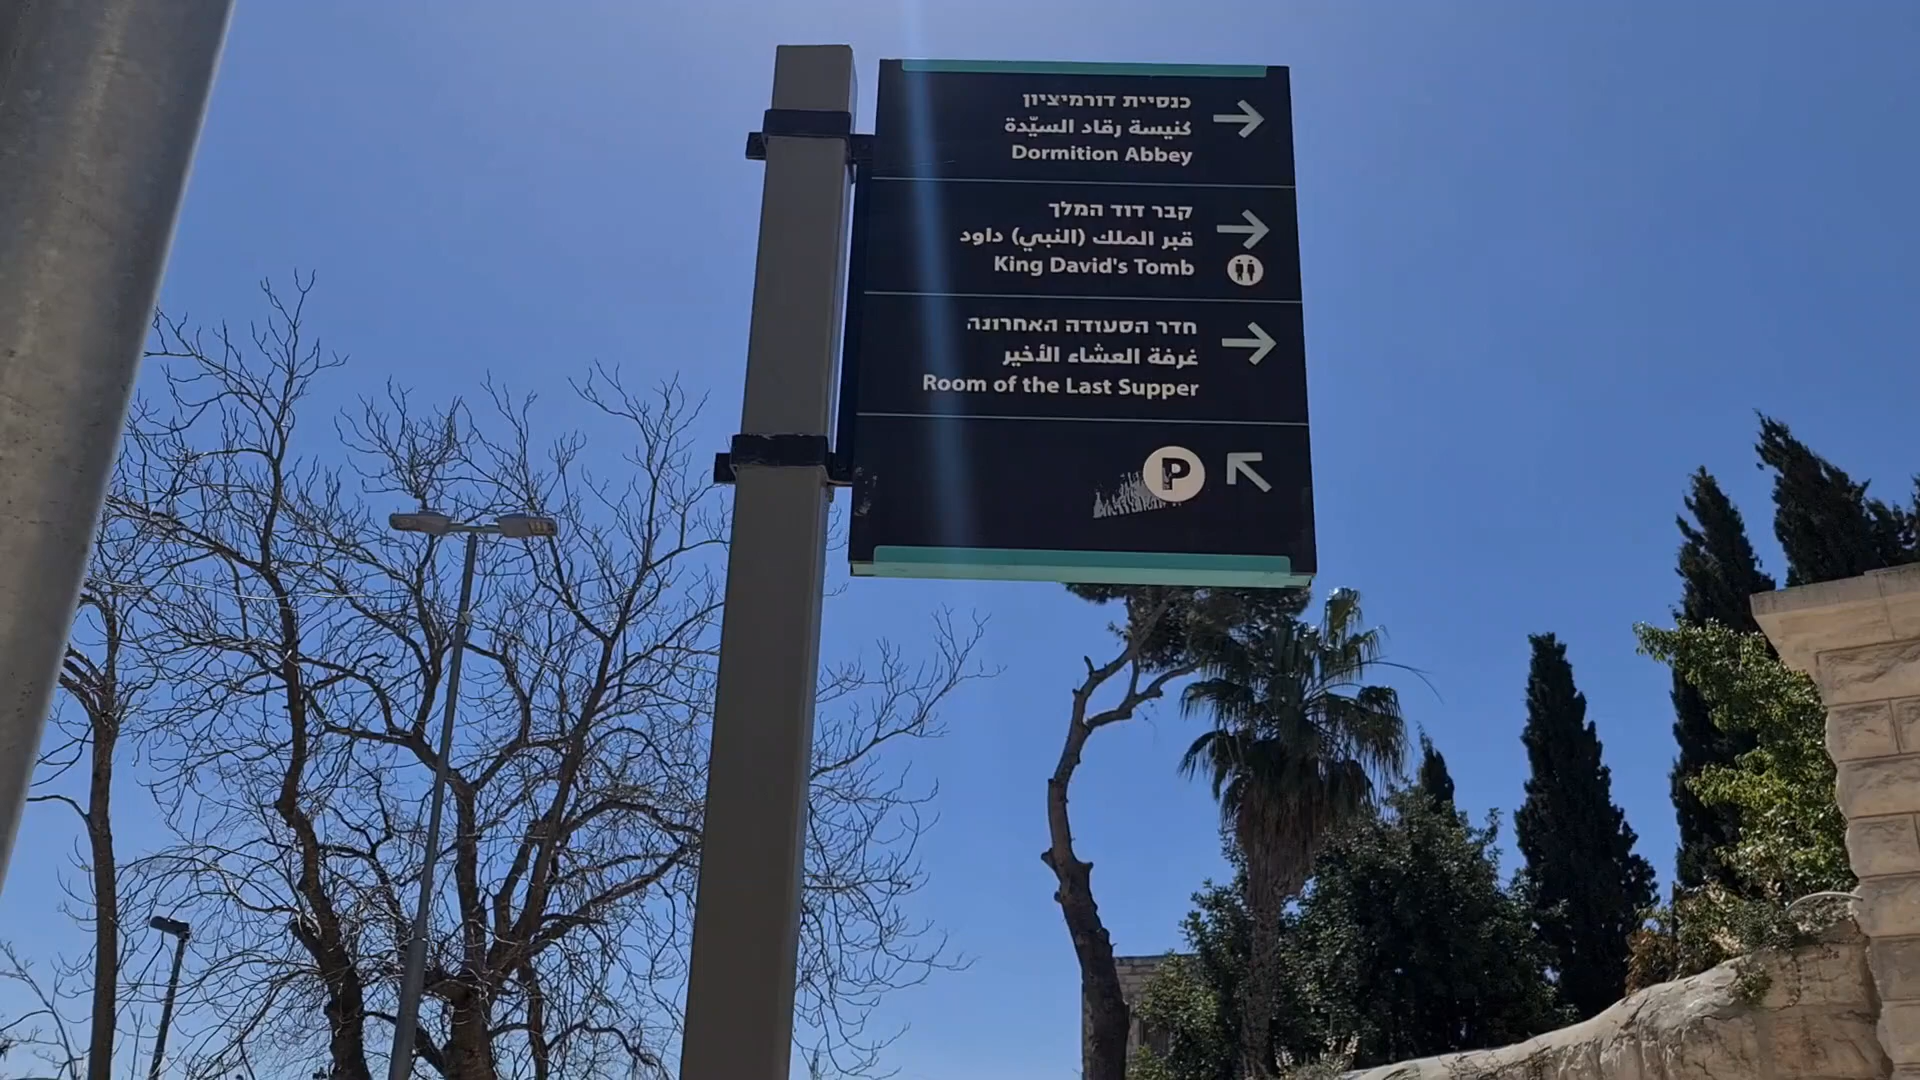 כנסיית דורמיציון
كنيسة رقاد السيّدة
Dormition Abbey
קבר דוד המלך
قبر الملك (النبي) داود
King David's Tomb
חדר הסעודה האחרונה
غرفة العشاء الأخير
Room of the Last Supper
P